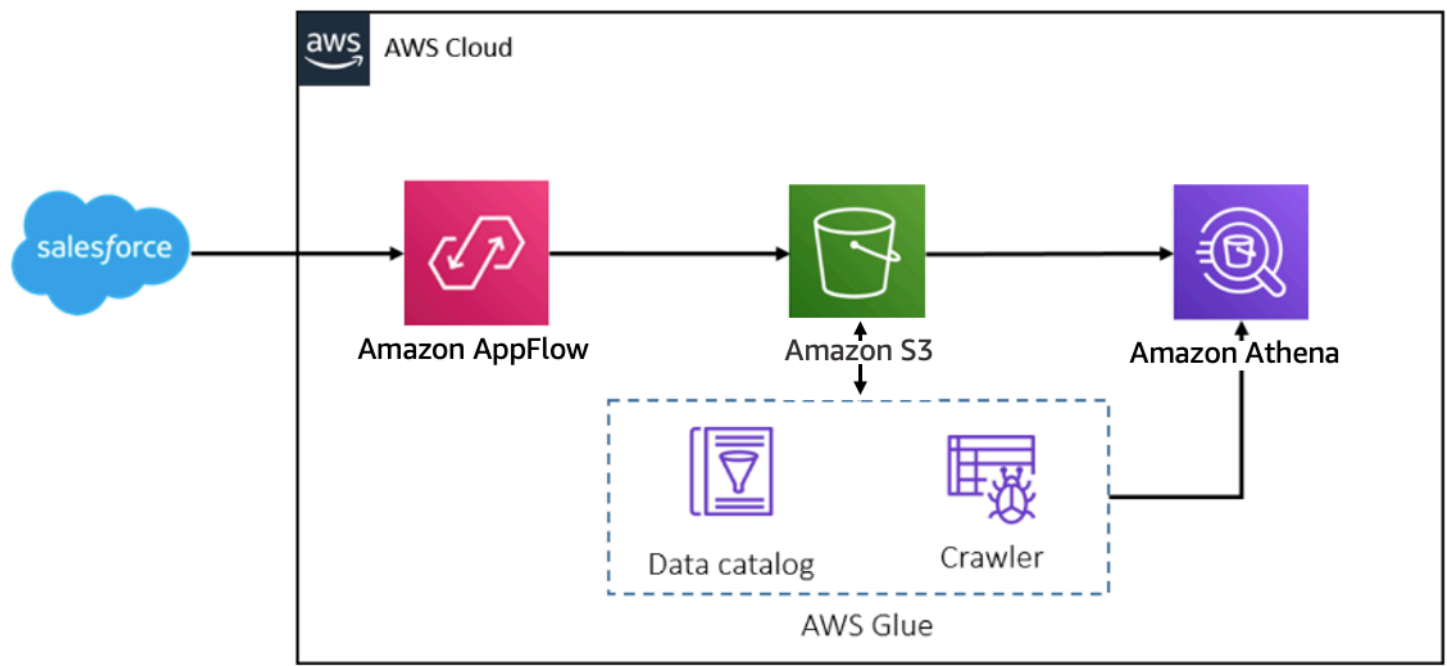 aws
AWS Cloud
salesforce
Amazon AppFlow
Amazon S3
Amazon Athena
Data catalog
Crawler
AWS Glue